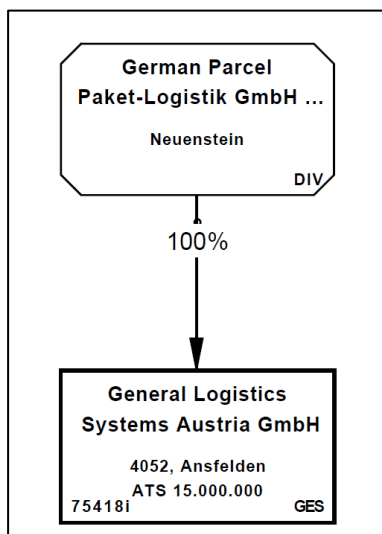 German Parcel
Paket-Logistik GmbH ...
Neuenstein
DIV
100%
General Logistics
Systems Austria GmbH
4052, Ansfelden
ATS 15.000.000
75418i GES